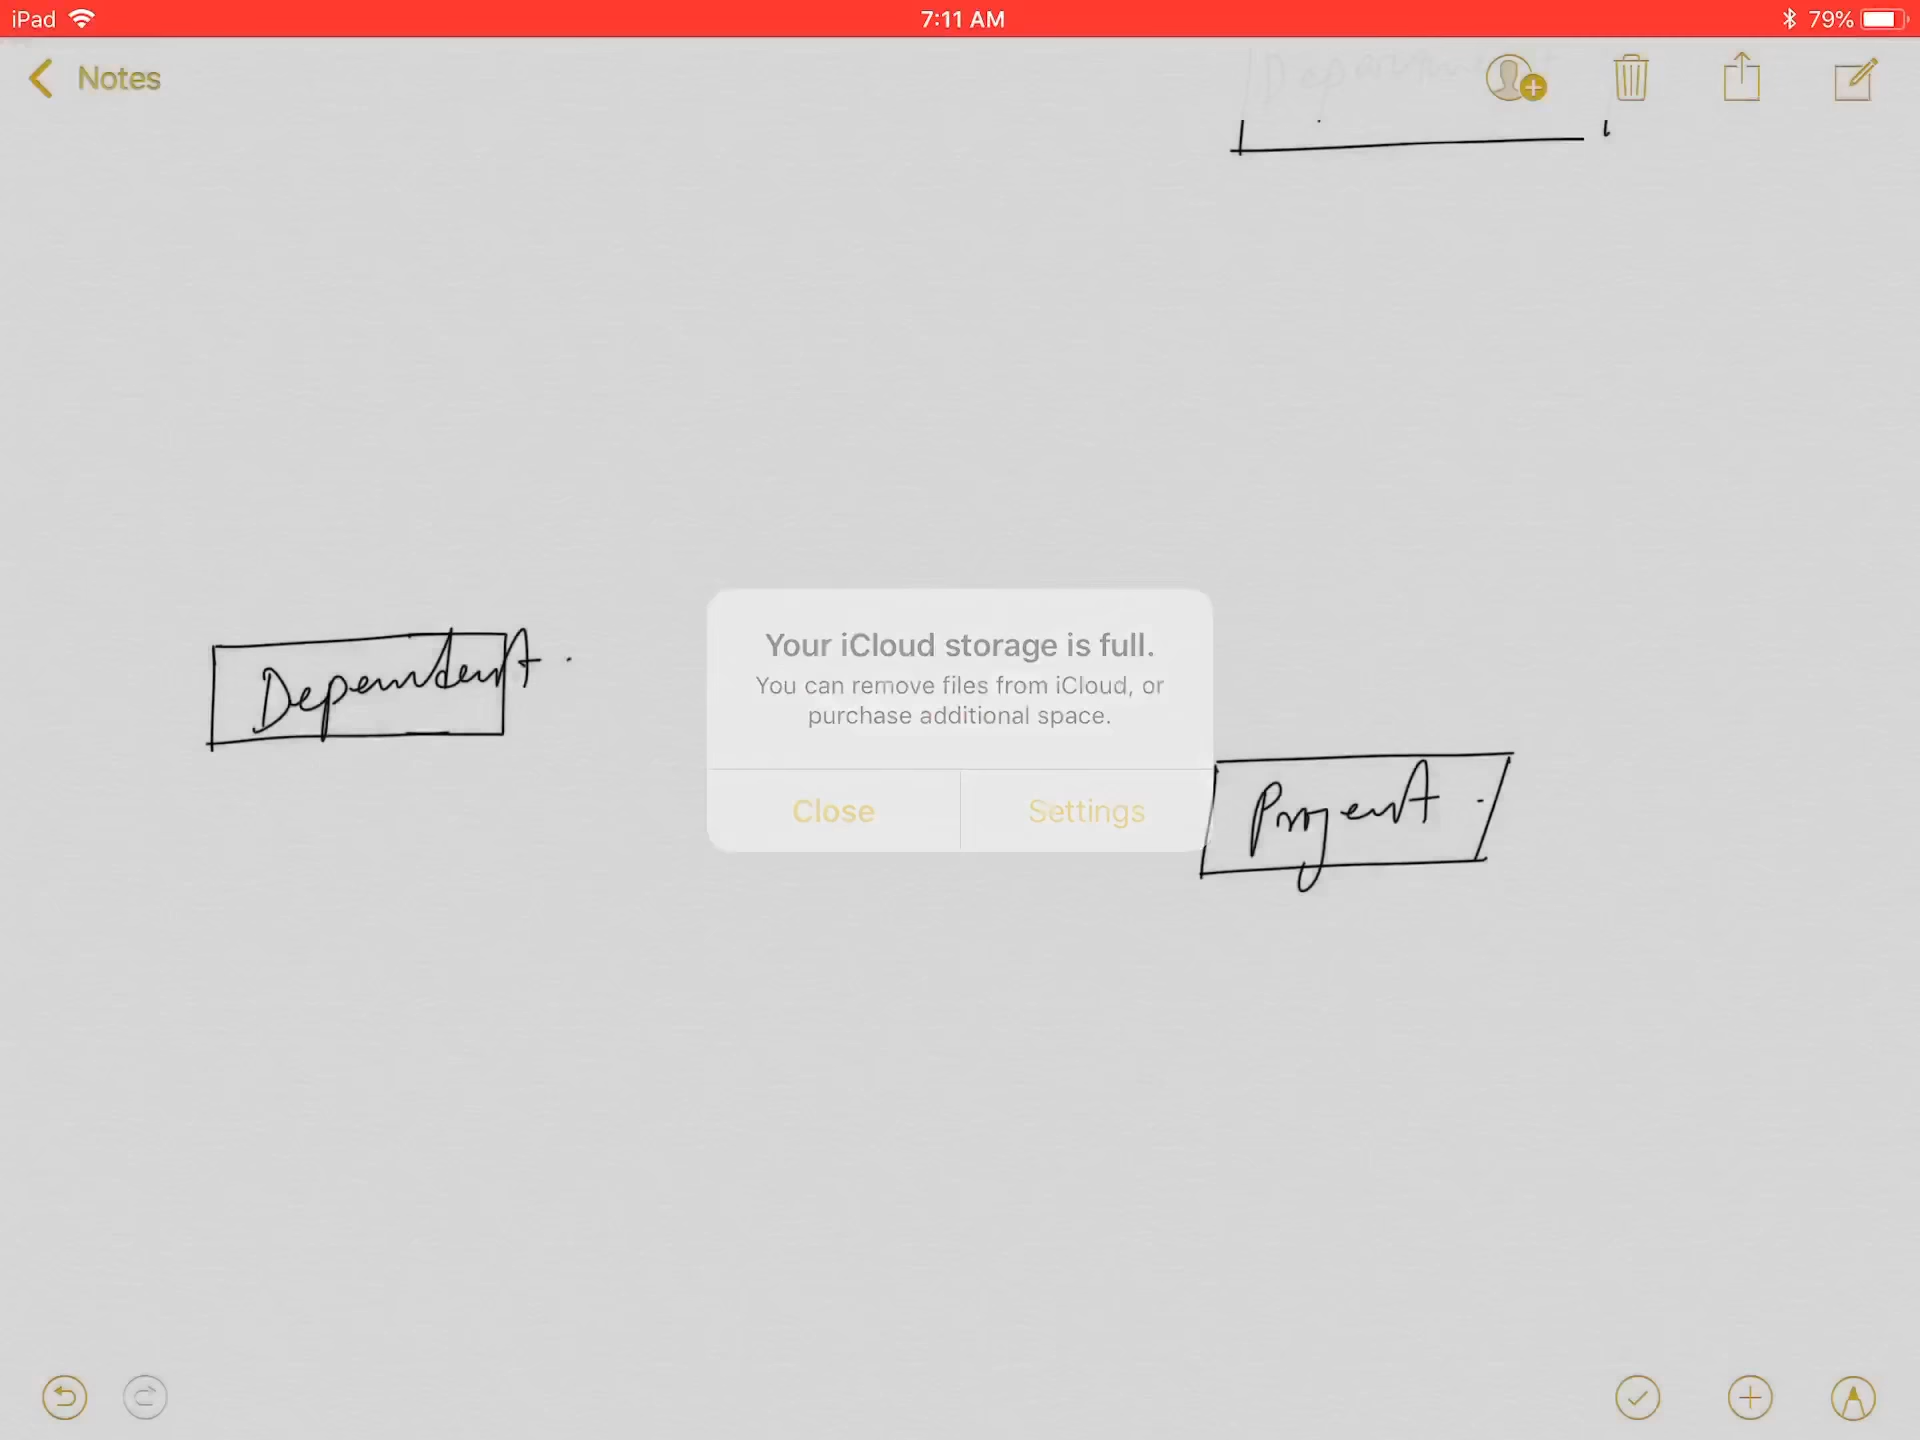 iPad 7:11 AM 79%
Notes
Department
Your iCloud storage is full.
You can remove files from iCloud, or
purchase additional space.
Close Settings
Dependent.
Project.